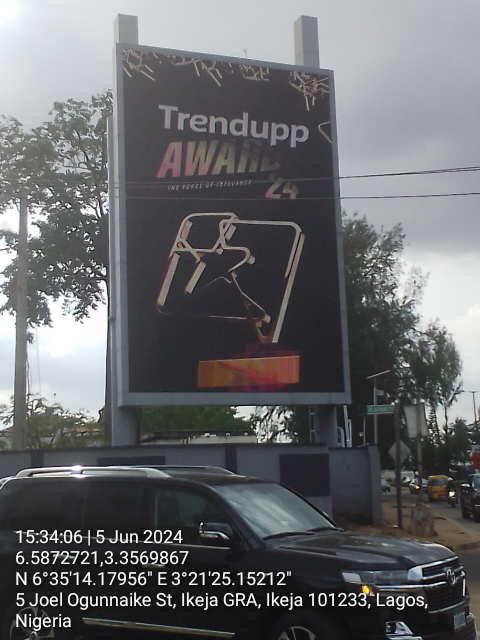 Trendupp
AWARD
THE FORCE OF INFLUENCE
24
15:34:06 | 5 Jun 2024
6.5872721,3.3569867
N 6°35'14.17956" E 3°21'25.15212"
5 Joel Ogunnaike St, Ikeja GRA, Ikeja 101233, Lagos,
Nigeria